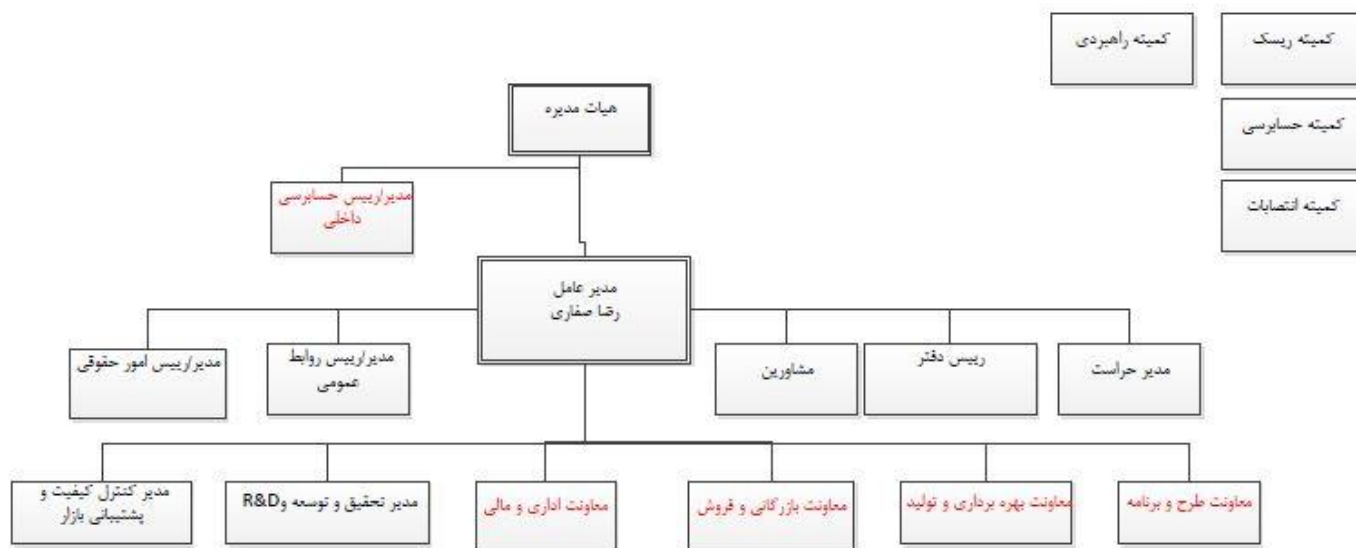 کمیته ریسک
کمیته راهبردی
هیات مدیره
کمیته حسابرسی
مدیر/رییس حسابرسی
داخلی
کمیته انتصابات
مدیر عامل
رضا صفاری
مدیر حراست
رییس دفتر
مشاورین
مدیر/رییس روابط
عمومی
مدیر/رییس امور حقوقی
معاونت طرح و برنامه
معاونت بهره برداری و تولید
معاونت بازرگانی و فروش
معاونت اداری و مالی
مدیر تحقیق و توسعه وR&D
مدیر کنترل کیفیت و
پشتیبانی بازار